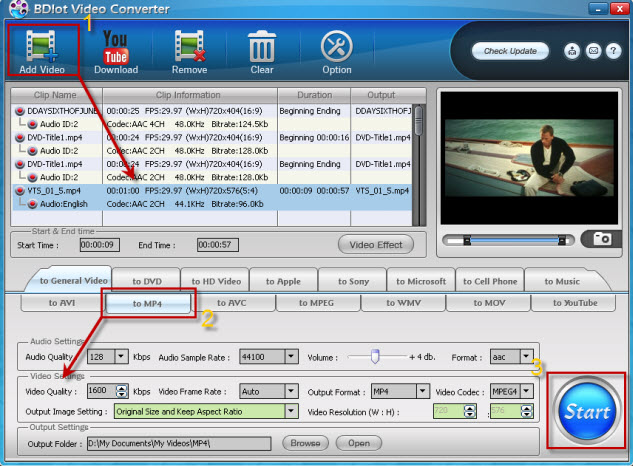 BDlot Video Converter
1
Add Video
You Tube
Download
Remove
Clear
Option
Check Update
?
Clip Name Clip Information Duration Output
DDAYSIXTHOFJUNE 00:00:25 FPS:29.97 (WxH)720x404(16:9) Beginning Ending DDAYSIXTHOFJUN
Audio ID:2 Codec:AAC 4CH 48.0KHz Bitrate:124.5Kb
DVD-Title1.mp4 00:00:24 FPS:29.97 (WxH)720x404(16:9) Beginning 00:00:16 DVD-Title1.mp4
Audio ID:2 Codec:AAC 2CH 48.0KHz Bitrate:128.0Kb
DVD-Title1.mp4 00:00:24 FPS:29.97 (WxH)720x404(16:9) Beginning Ending DVD-Title1.mp4
Audio ID:2 Codec:AAC 2CH 48.0KHz Bitrate:128.0Kb
VTS_01_5.mp4 00:01:00 FPS:29.97 (WxH)720x576(5:4) 00:00:09 00:00:57 VTS_01_5.mp4
Audio:English Codec:AAC 2CH 44.1KHz Bitrate:96.0Kb
Start & End time
Start Time : 00:00:09 End Time : 00:00:57 Video Effect
to General Video to DVD to HD Video to Apple to Sony to Microsoft to Cell Phone to Music
to AVI to MP4 to AVC to MPEG to WMV to MOV to YouTube
2
Audio Settings
Audio Quality : 128 Kbps Audio Sample Rate : 44100 Volume : + 4 db. Format : aac
3
Video Settings
Video Quality : 1600 Kbps Video Frame Rate : Auto Output Format : MP4 Video Codec : MPEG4
Output Image Setting : Original Size and Keep Aspect Ratio Video Resolution (W : H) : 720 : 576
Start
Output Settings
Output Folder : D:\My Documents\My Videos\MP4\ Browse Open